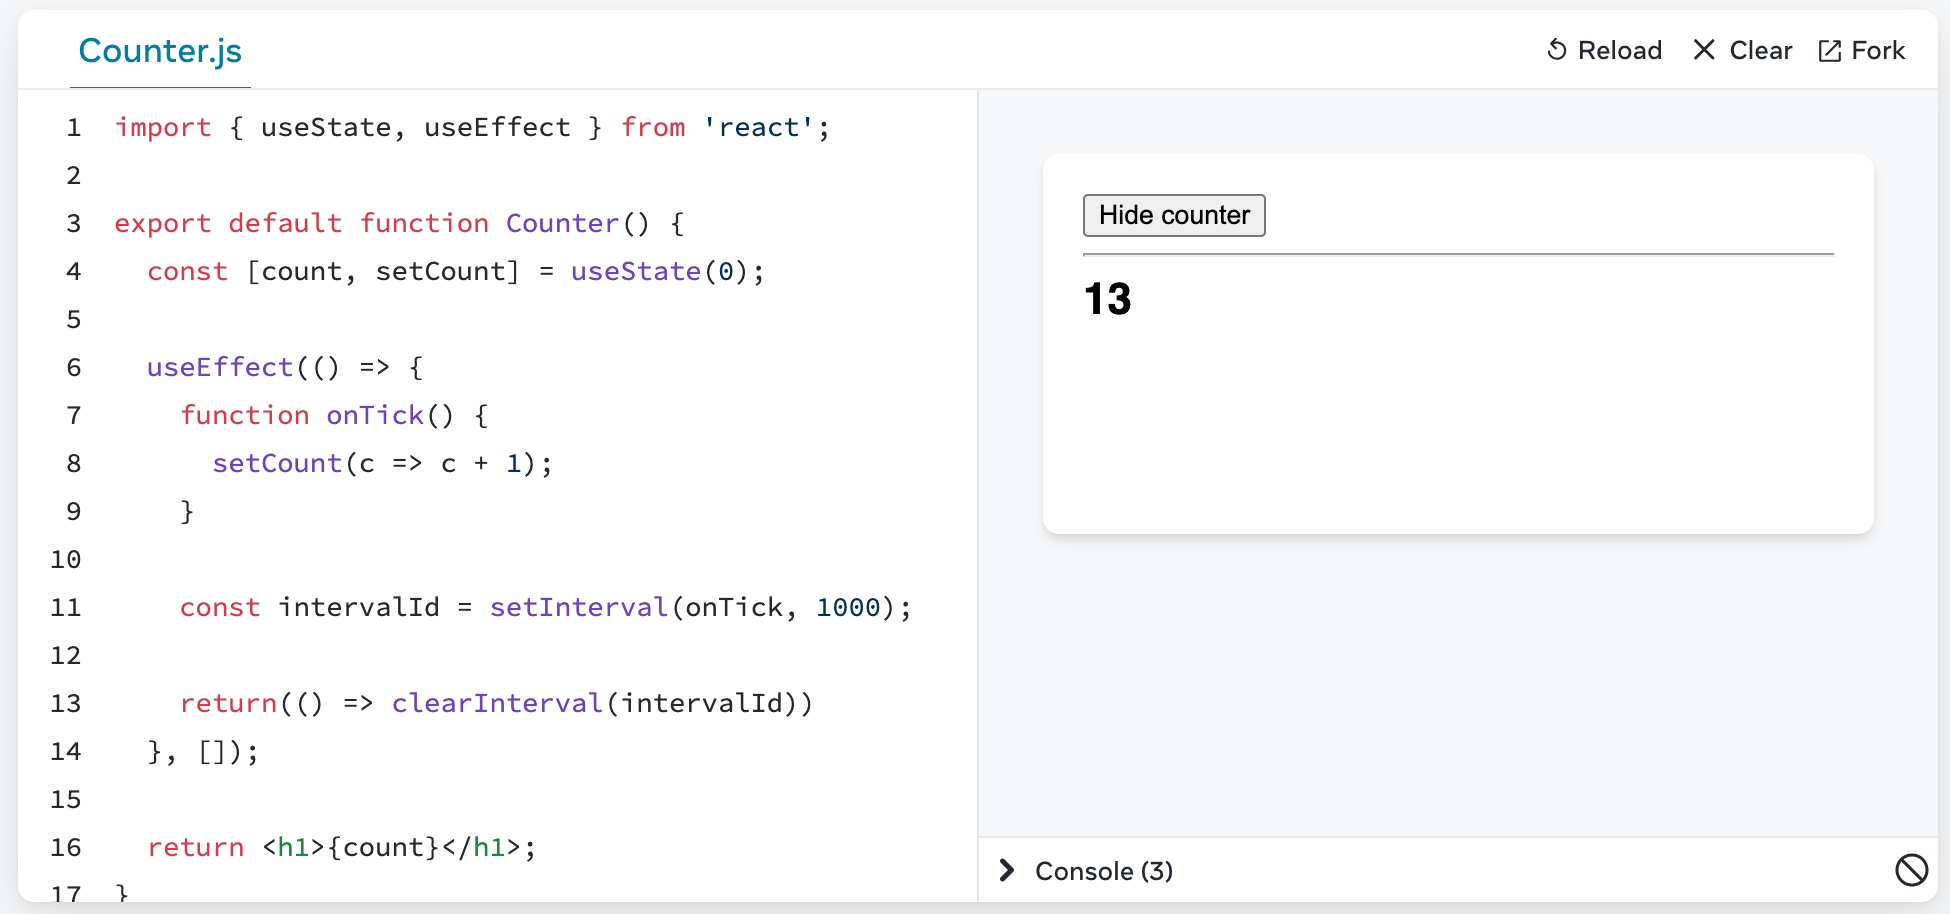 Counter.js
Reload Clear Fork
1 import { useState, useEffect } from 'react';
2
3 export default function Counter() {
4   const [count, setCount] = useState(0);
5
6   useEffect(() => {
7     function onTick() {
8       setCount(c => c + 1);
9     }
10
11     const intervalId = setInterval(onTick, 1000);
12
13     return(() => clearInterval(intervalId))
14   }, []);
15
16   return <h1>{count}</h1>;
17 }
Hide counter
13
Console (3)